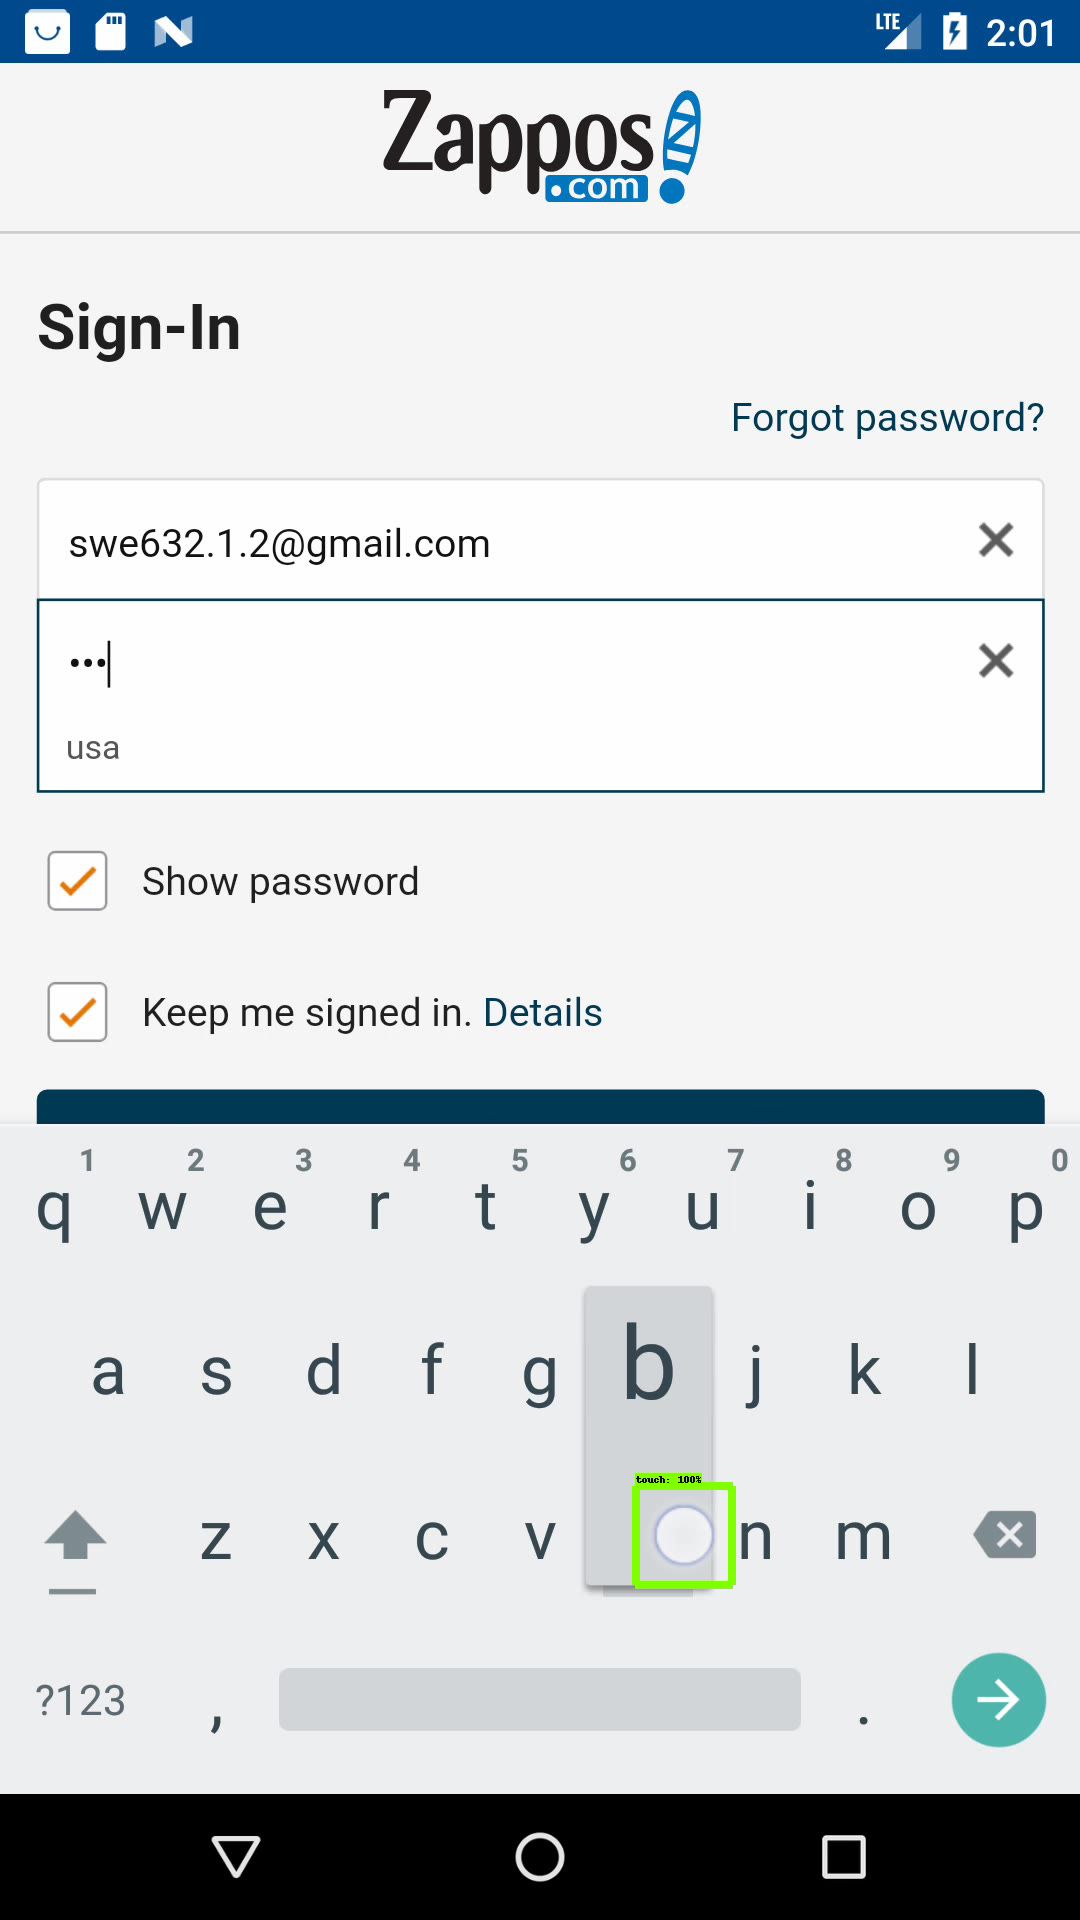 LTE 2:01
Zappos
.com
Sign-In
Forgot password?
swe632.1.2@gmail.com
•••
usa
Show password
Keep me signed in. Details
1 2 3 4 5 6 7 8 9 0
q w e r t y u i o p
a s d f g b j k l
touch: 100%
z x c v n m
?123 , .